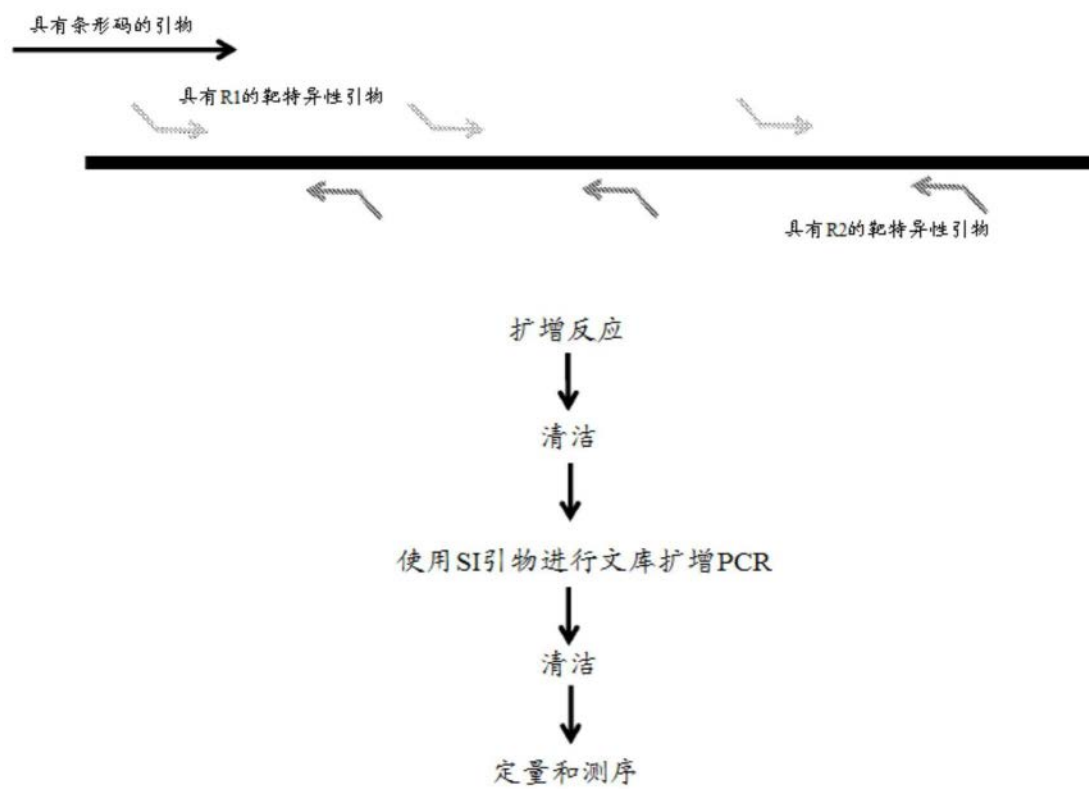 具有条形码的引物
具有R1的靶特异性引物
具有R2的靶特异性引物
扩增反应
清洁
使用SI引物进行文库扩增PCR
清洁
定量和测序